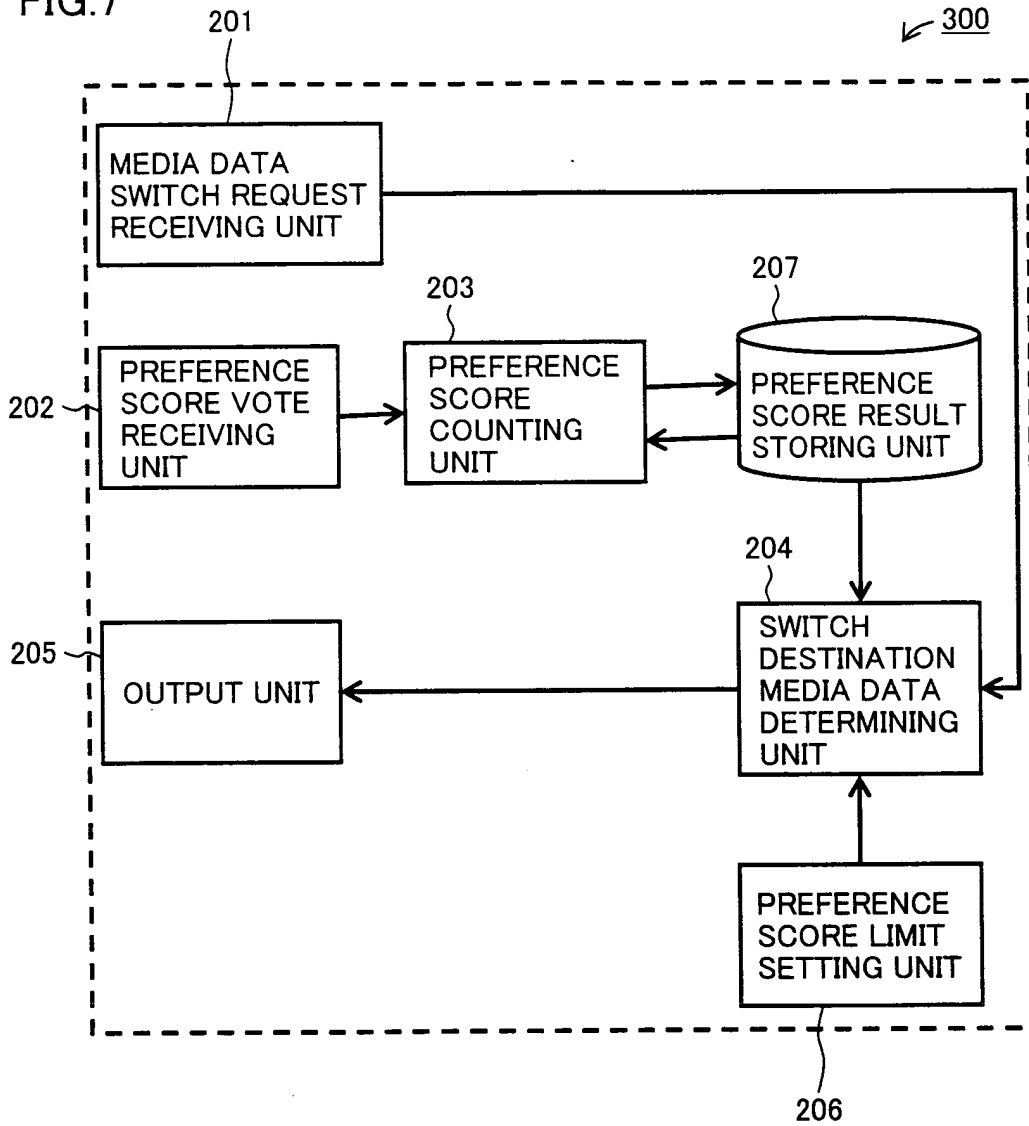 FIG.7
201
300
MEDIA DATA
SWITCH REQUEST
RECEIVING UNIT
203
207
202
PREFERENCE
SCORE VOTE
RECEIVING
UNIT
PREFERENCE
SCORE
COUNTING
UNIT
PREFERENCE
SCORE RESULT
STORING UNIT
204
205
OUTPUT UNIT
SWITCH
DESTINATION
MEDIA DATA
DETERMINING
UNIT
PREFERENCE
SCORE LIMIT
SETTING UNIT
206